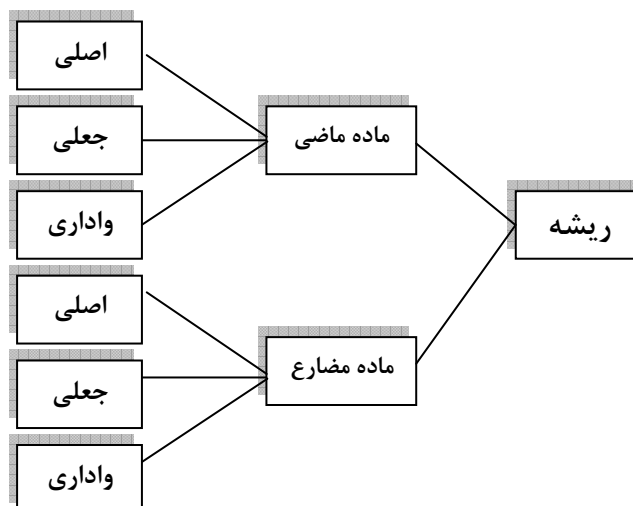 ریشه
ماده ماضی
اصلی
جعلی
واداری
ماده مضارع
اصلی
جعلی
واداری